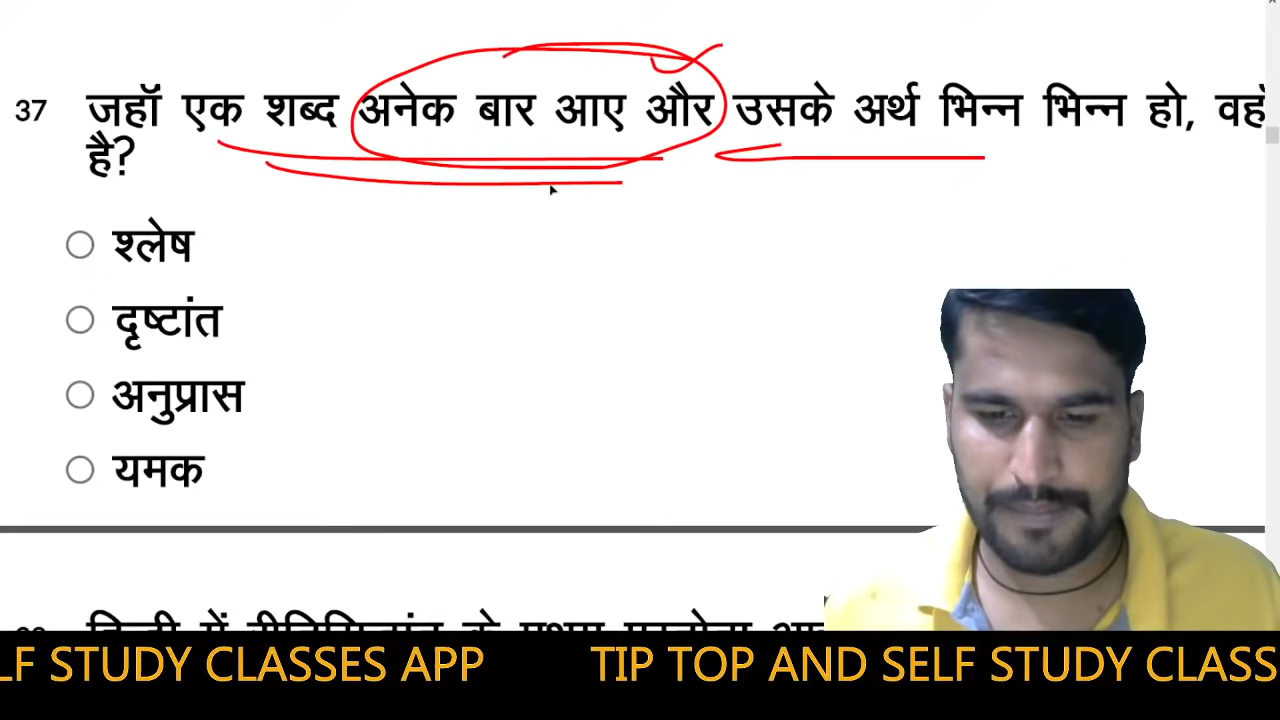 37 जहॉ एक शब्द अनेक बार आए और उसके अर्थ भिन्न भिन्न हो,
है?
श्लेष
दृष्टांत
अनुप्रास
यमक
हिन्दी में के प्रथम
LF STUDY CLASSES APP TIP TOP AND SELF STUDY CLASS